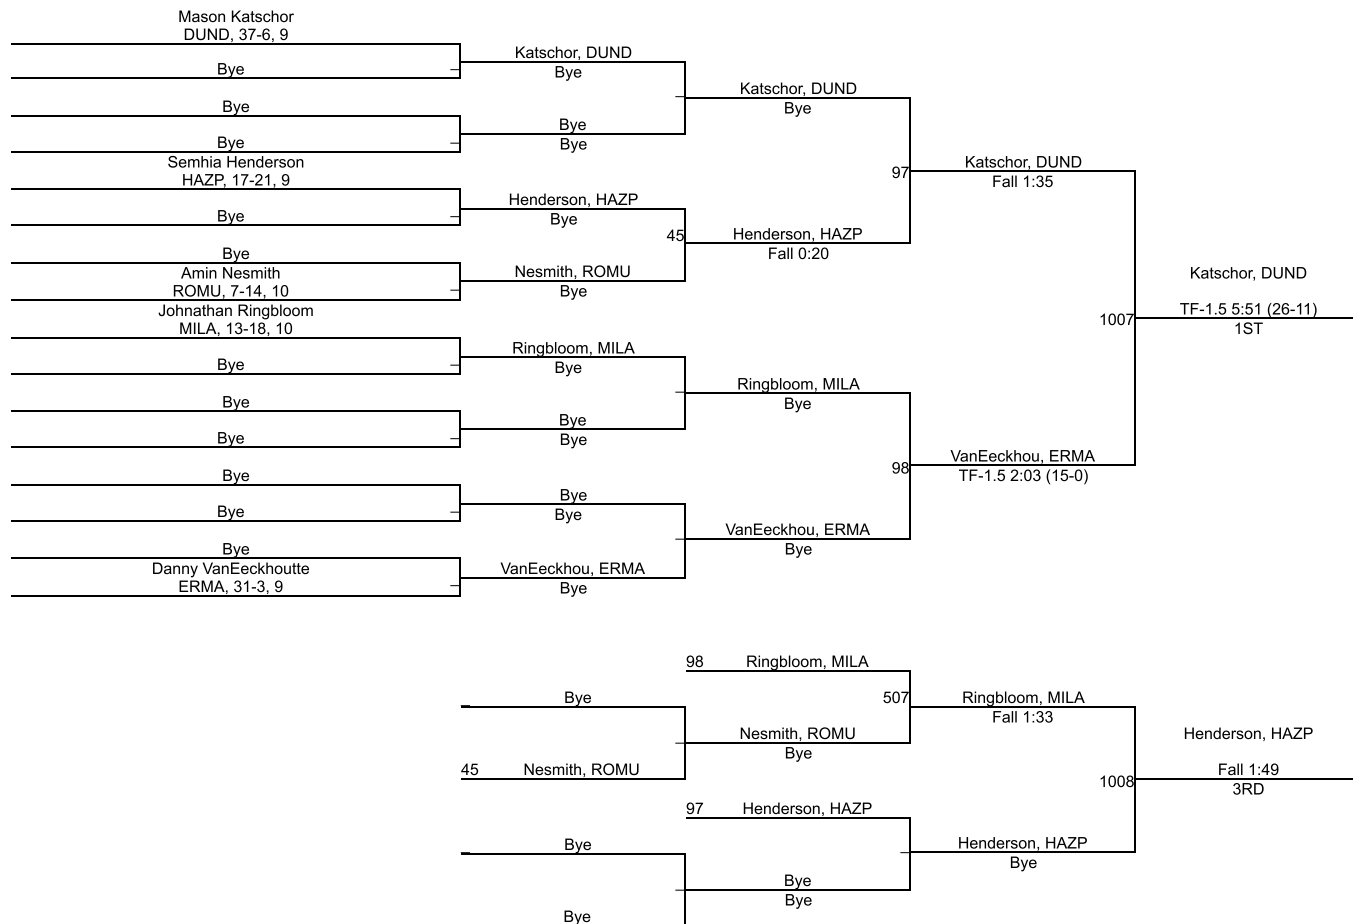 Mason Katschor
DUND, 37-6, 9
Bye
Bye
Bye
Semhia Henderson
HAZP, 17-21, 9
Bye
Bye
Amin Nesmith
ROMU, 7-14, 10
Johnathan Ringbloom
MILA, 13-18, 10
Bye
Bye
Bye
Bye
Bye
Bye
Danny VanEeckhoutte
ERMA, 31-3, 9
Katschor, DUND
Bye
Bye
Bye
Henderson, HAZP
Bye
45
Nesmith, ROMU
Bye
Ringbloom, MILA
Bye
Bye
Bye
Bye
Bye
VanEeckhou, ERMA
Bye
Katschor, DUND
Bye
97
Henderson, HAZP
Fall 0:20
Ringbloom, MILA
Bye
98
VanEeckhou, ERMA
Bye
Katschor, DUND
Fall 1:35
1007
VanEeckhou, ERMA
TF-1.5 2:03 (15-0)
Katschor, DUND
TF-1.5 5:51 (26-11)
1ST
Bye
45 Nesmith, ROMU
Bye
Bye
98 Ringbloom, MILA
507
Nesmith, ROMU
Bye
97 Henderson, HAZP
Bye
Bye
Ringbloom, MILA
Fall 1:33
1008
Henderson, HAZP
Bye
Henderson, HAZP
Fall 1:49
3RD